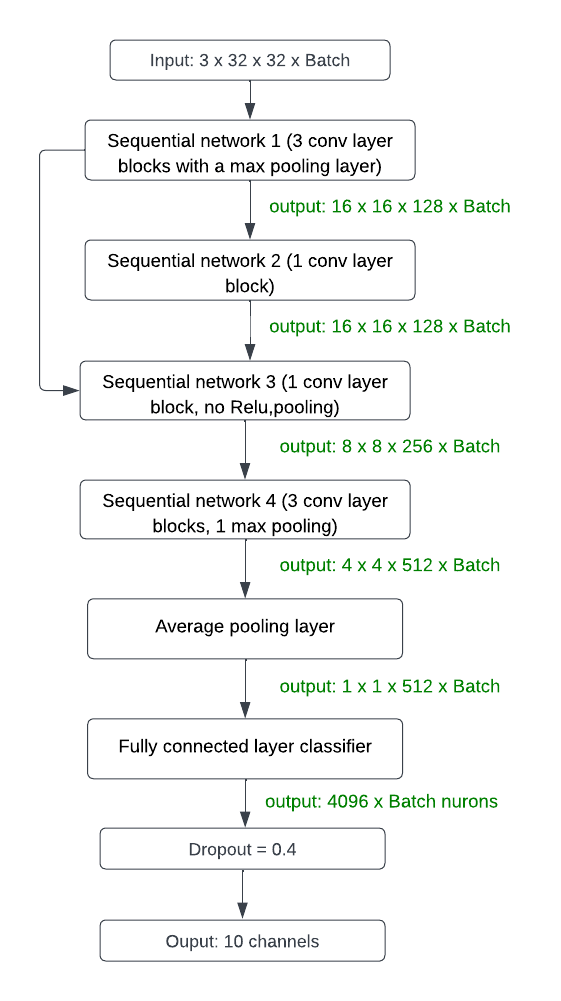 Input: 3 x 32 x 32 x Batch
Sequential network 1 (3 conv layer
blocks with a max pooling layer)
output: 16 x 16 x 128 x Batch
Sequential network 2 (1 conv layer
block)
output: 16 x 16 x 128 x Batch
Sequential network 3 (1 conv layer
block, no Relu,pooling)
output: 8 x 8 x 256 x Batch
Sequential network 4 (3 conv layer
blocks, 1 max pooling)
output: 4 x 4 x 512 x Batch
Average pooling layer
output: 1 x 1 x 512 x Batch
Fully connected layer classifier
output: 4096 x Batch nurons
Dropout = 0.4
Ouput: 10 channels